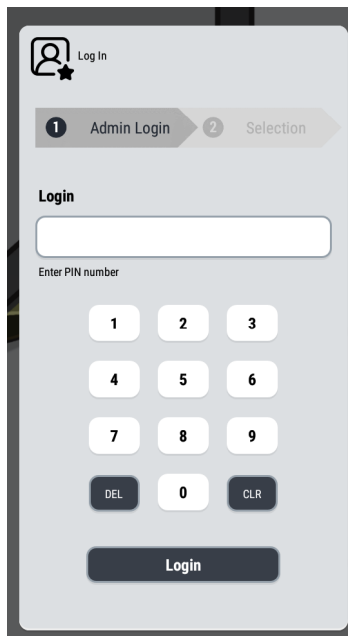 Log In
1 Admin Login 2 Selection
Login
Enter PIN number
1 2 3
4 5 6
7 8 9
DEL 0 CLR
Login